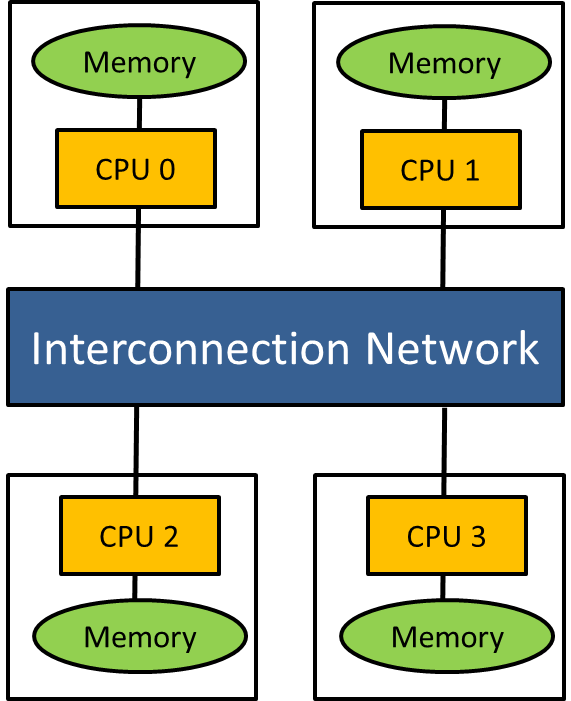 Memory
Memory
CPU 0
CPU 1
Interconnection Network
CPU 2
CPU 3
Memory
Memory